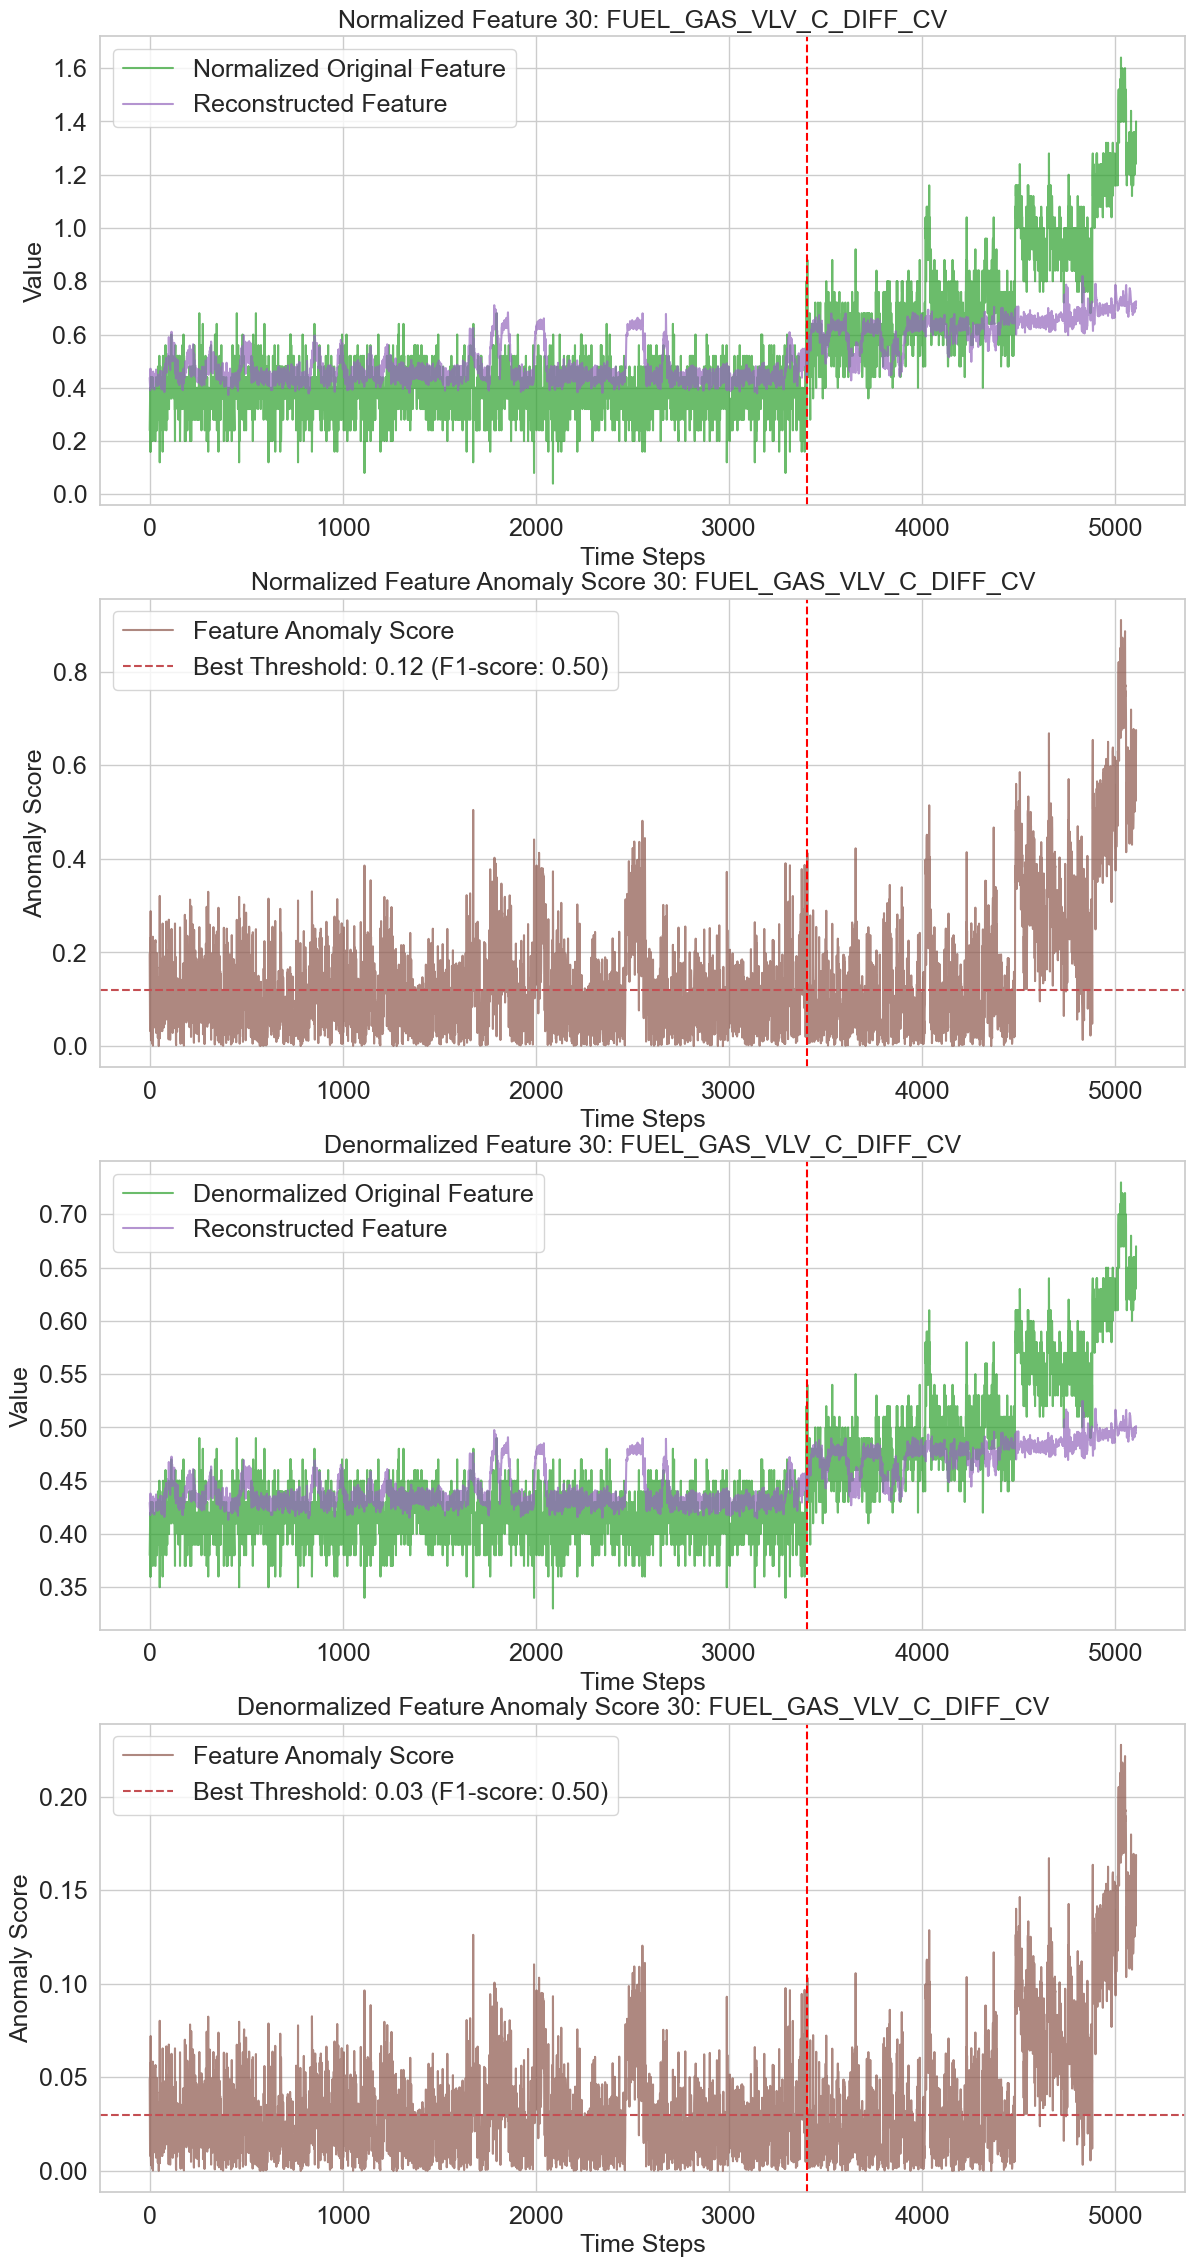 Normalized Feature 30: FUEL_GAS_VLV_C_DIFF_CV
Normalized Original Feature
Reconstructed Feature
Value
1.6
1.4
1.2
1.0
0.8
0.6
0.4
0.2
0.0
0 1000 2000 3000 4000 5000
Time Steps
Normalized Feature Anomaly Score 30: FUEL_GAS_VLV_C_DIFF_CV
Feature Anomaly Score
Best Threshold: 0.12 (F1-score: 0.50)
Anomaly Score
0.8
0.6
0.4
0.2
0.0
0 1000 2000 3000 4000 5000
Time Steps
Denormalized Feature 30: FUEL_GAS_VLV_C_DIFF_CV
Denormalized Original Feature
Reconstructed Feature
Value
0.70
0.65
0.60
0.55
0.50
0.45
0.40
0.35
0 1000 2000 3000 4000 5000
Time Steps
Denormalized Feature Anomaly Score 30: FUEL_GAS_VLV_C_DIFF_CV
Feature Anomaly Score
Best Threshold: 0.03 (F1-score: 0.50)
Anomaly Score
0.20
0.15
0.10
0.05
0.00
0 1000 2000 3000 4000 5000
Time Steps